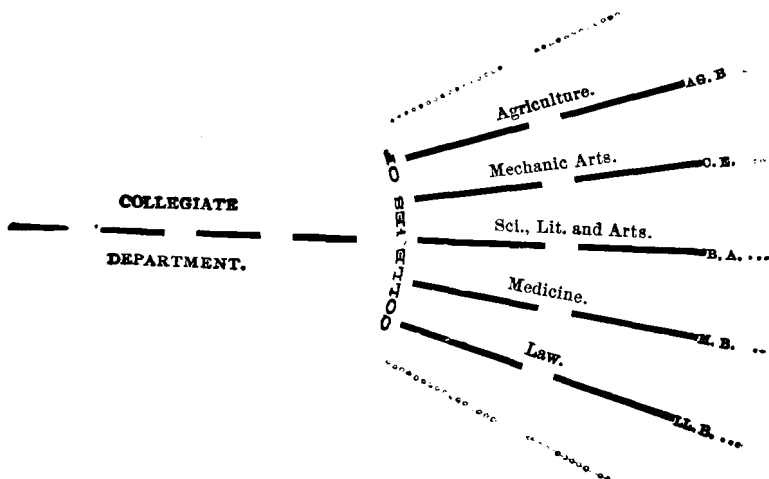 Agriculture.
AG. B
Mechanic Arts.
C. E.
COLLEGIATE
DEPARTMENT.
COLLEGES OF
Sci., Lit. and Arts.
B. A. ...
Medicine.
M. B. ..
Law.
LL. B. ...